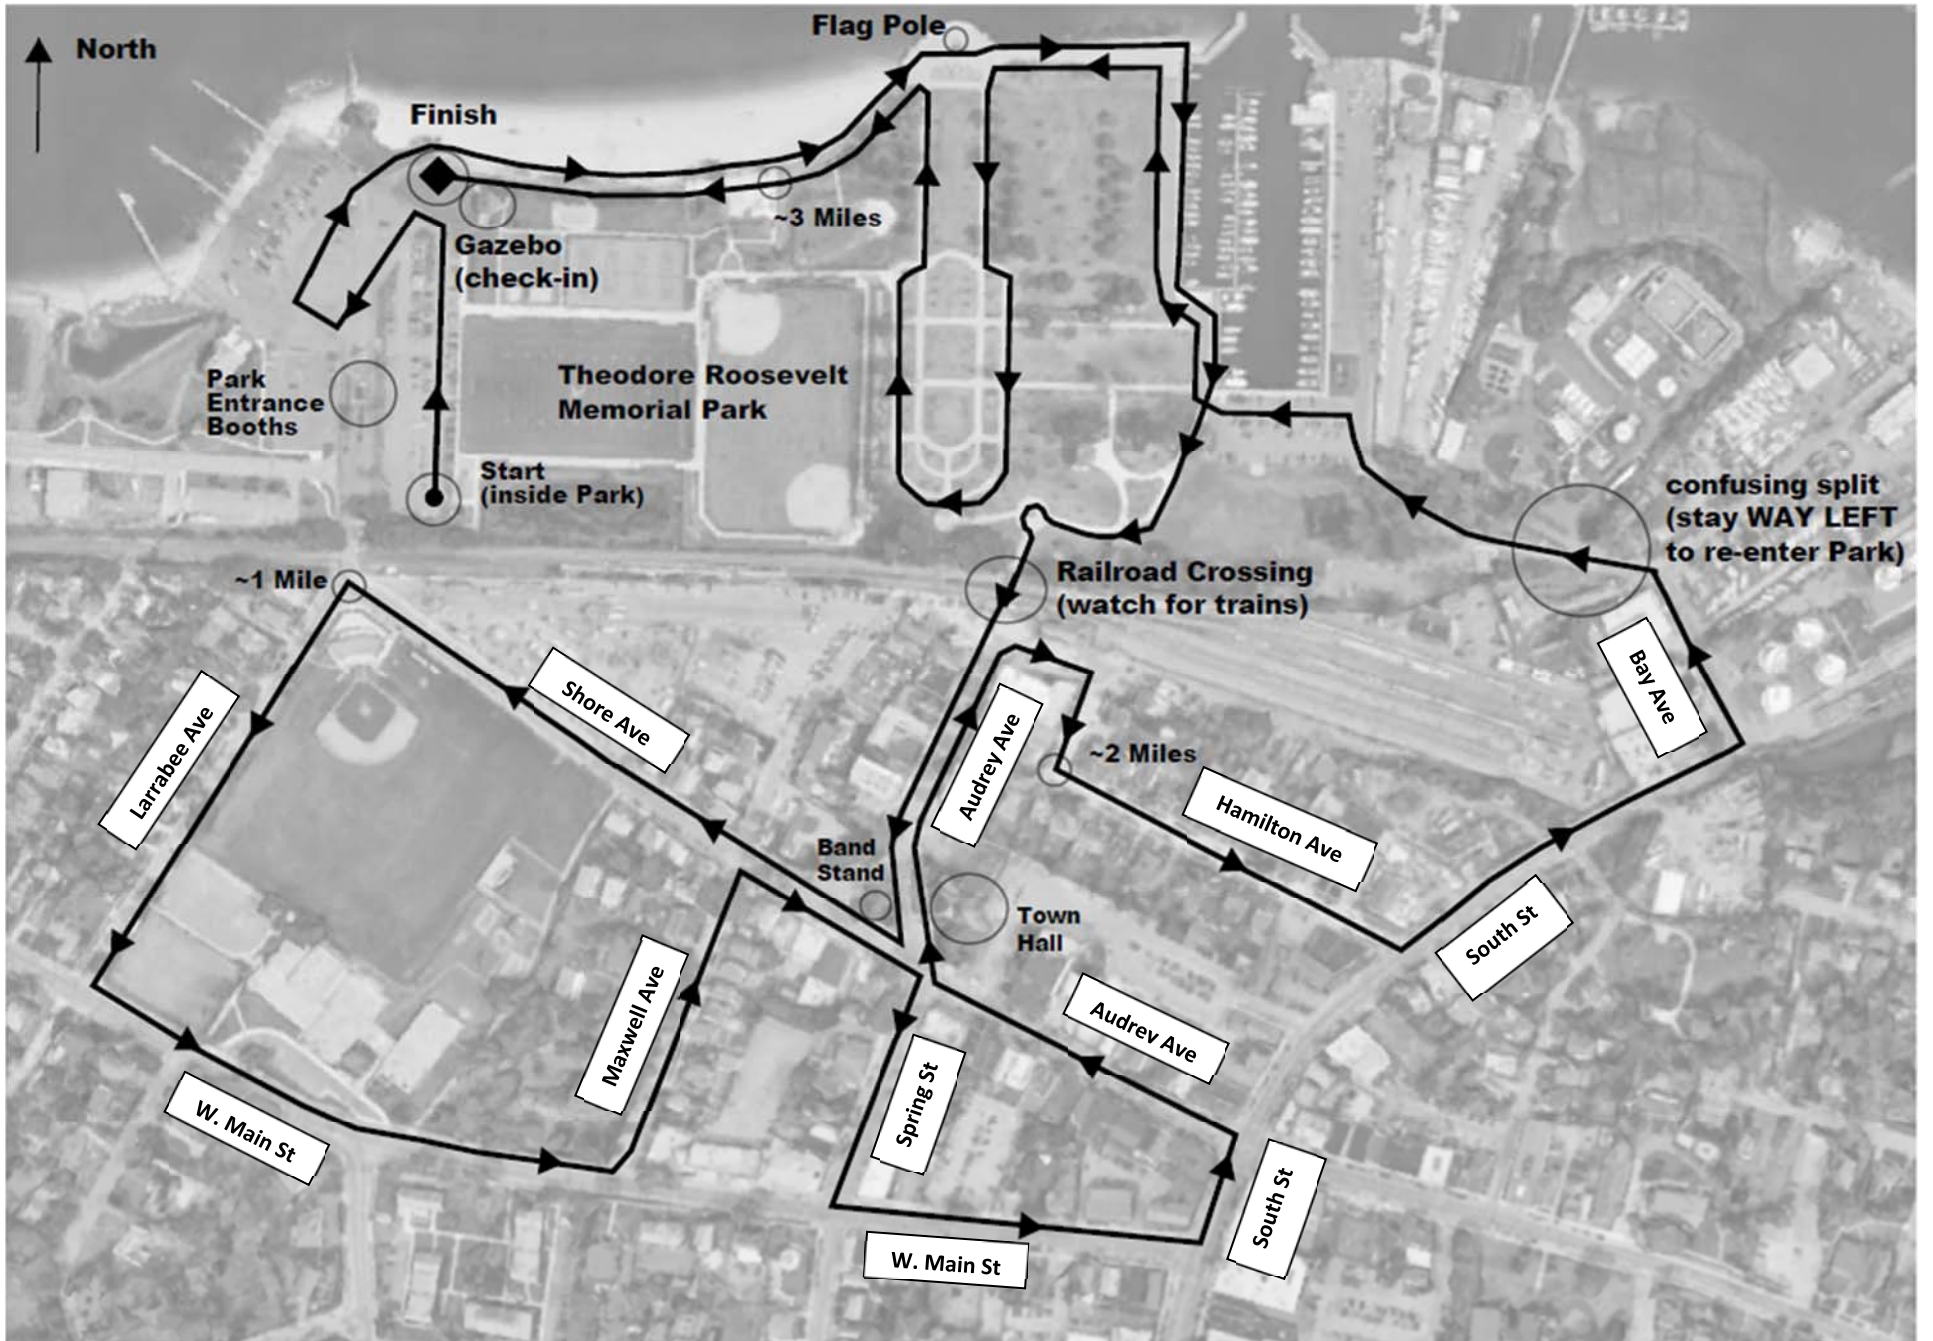 North
Flag Pole
Finish
~3 Miles
Gazebo
(check-in)
Park
Entrance
Booths
Theodore Roosevelt
Memorial Park
Start
(inside Park)
confusing split
(stay WAY LEFT
to re-enter Park)
~1 Mile
Railroad Crossing
(watch for trains)
Bay Ave
Shore Ave
Larrabee Ave
Audrey Ave
~2 Miles
Hamilton Ave
Band
Stand
Town
Hall
South St
Maxwell Ave
Audrev Ave
Spring St
W. Main St
South St
W. Main St